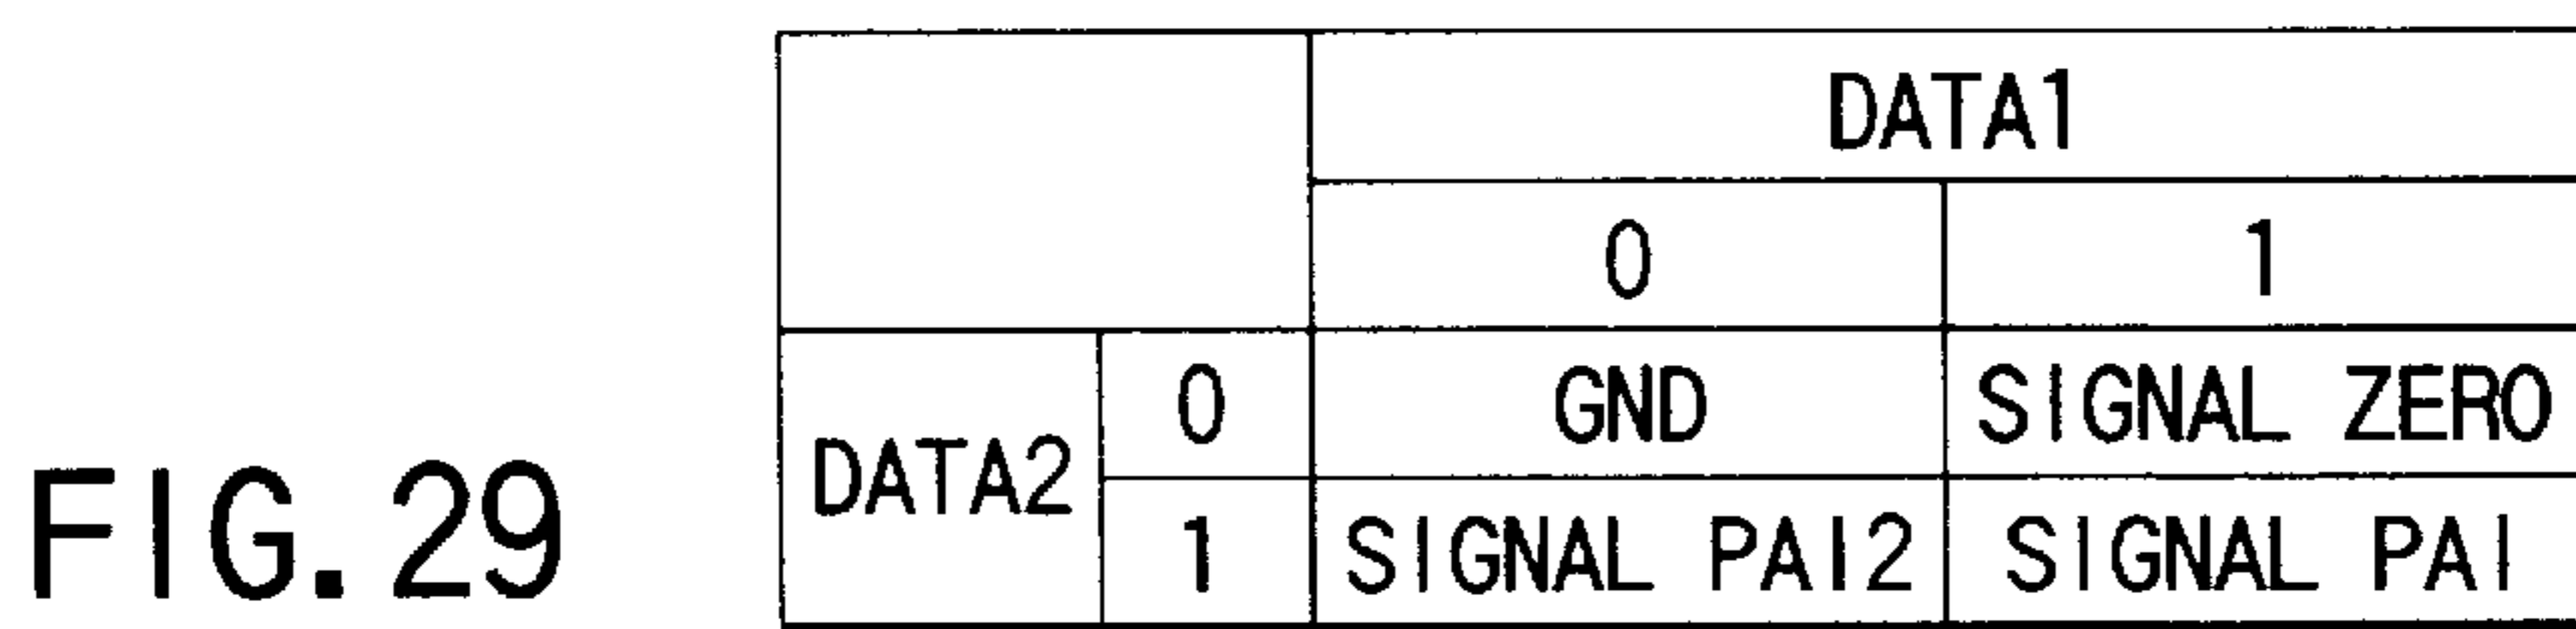 DATA1
0 1
0 GND SIGNAL ZERO
DATA2
1 SIGNAL PAI2 SIGNAL PAI
FIG.29